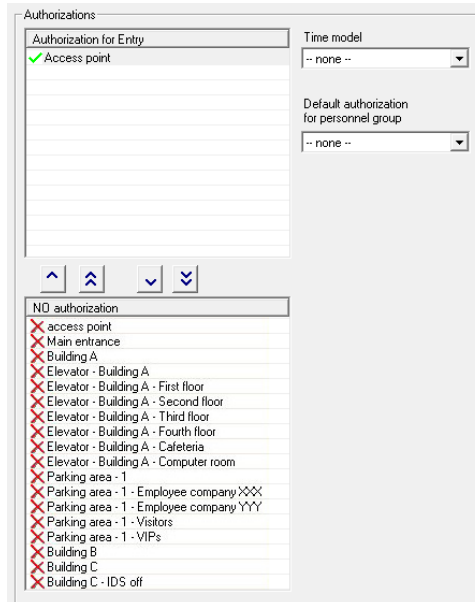 Authorizations
Authorization for Entry
Access point
Time model
-- none --
Default authorization
for personnel group
-- none --
NO authorization
access point
Main entrance
Building A
Elevator - Building A
Elevator - Building A - First floor
Elevator - Building A - Second floor
Elevator - Building A - Third floor
Elevator - Building A - Fourth floor
Elevator - Building A - Cafeteria
Elevator - Building A - Computer room
Parking area - 1
Parking area - 1 - Employee company XXX
Parking area - 1 - Employee company YYY
Parking area - 1 - Visitors
Parking area - 1 - VIPs
Building B
Building C
Building C - IDS off